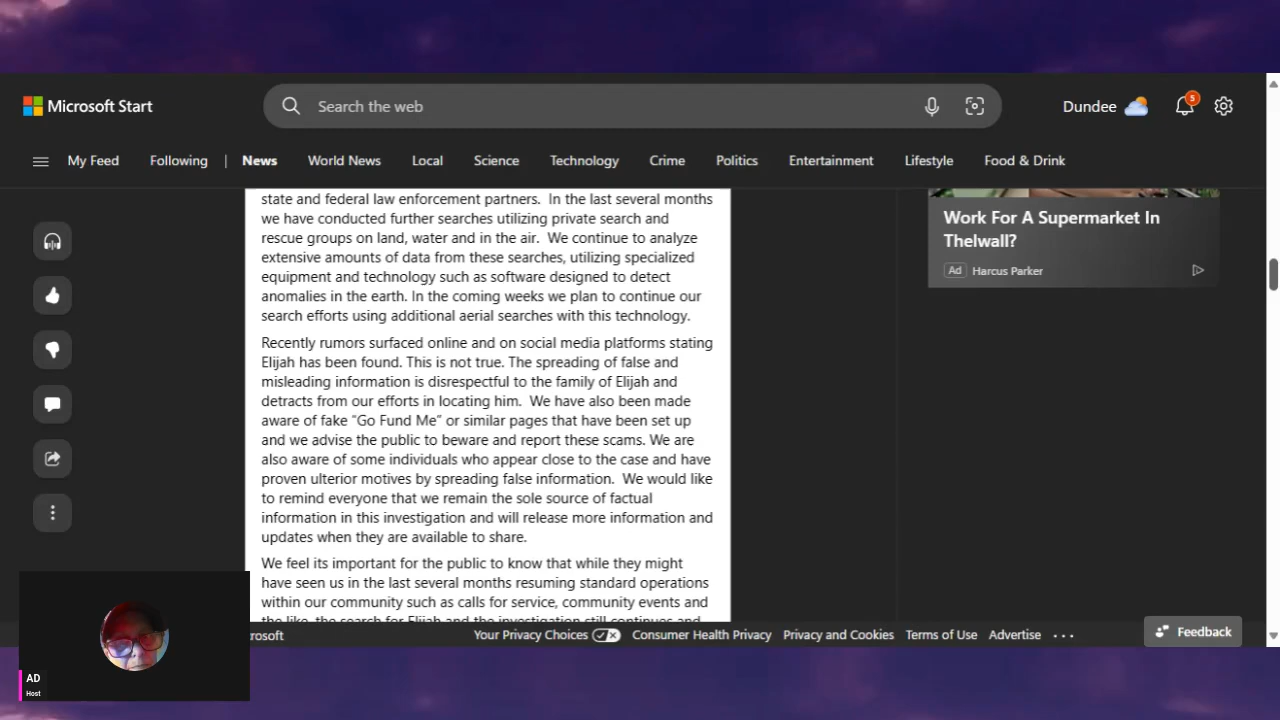 Microsoft Start
Search the web
Dundee
5
My Feed
Following
News
World News
Local
Science
Technology
Crime
Politics
Entertainment
Lifestyle
Food & Drink
state and federal law enforcement partners. In the last several months
we have conducted further searches utilizing private search and
rescue groups on land, water and in the air. We continue to analyze
extensive amounts of data from these searches, utilizing specialized
equipment and technology such as software designed to detect
anomalies in the earth. In the coming weeks we plan to continue our
search efforts using additional aerial searches with this technology.
Recently rumors surfaced online and on social media platforms stating
Elijah has been found. This is not true. The spreading of false and
misleading information is disrespectful to the family of Elijah and
detracts from our efforts in locating him. We have also been made
aware of fake “Go Fund Me” or similar pages that have been set up
and we advise the public to beware and report these scams. We are
also aware of some individuals who appear close to the case and have
proven ulterior motives by spreading false information. We would like
to remind everyone that we remain the sole source of factual
information in this investigation and will release more information and
updates when they are available to share.
We feel its important for the public to know that while they might
have seen us in the last several months resuming standard operations
within our community such as calls for service, community events and
the like, the search for Elijah and the investigation still continues and
Work For A Supermarket In
Thelwall?
Ad Harcus Parker
rosoft
Your Privacy Choices
Consumer Health Privacy
Privacy and Cookies
Terms of Use
Advertise
Feedback
AD
Host